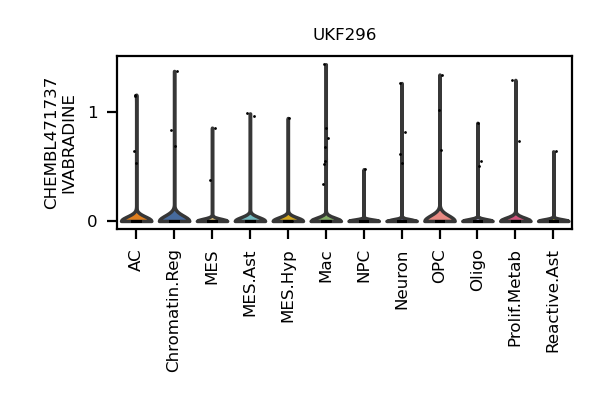 UKF296
CHEMBL471737
IVABRADINE
1
0
AC
Chromatin.Reg
MES
MES.Ast
MES.Hyp
Mac
NPC
Neuron
OPC
Oligo
Prolif.Metab
Reactive.Ast